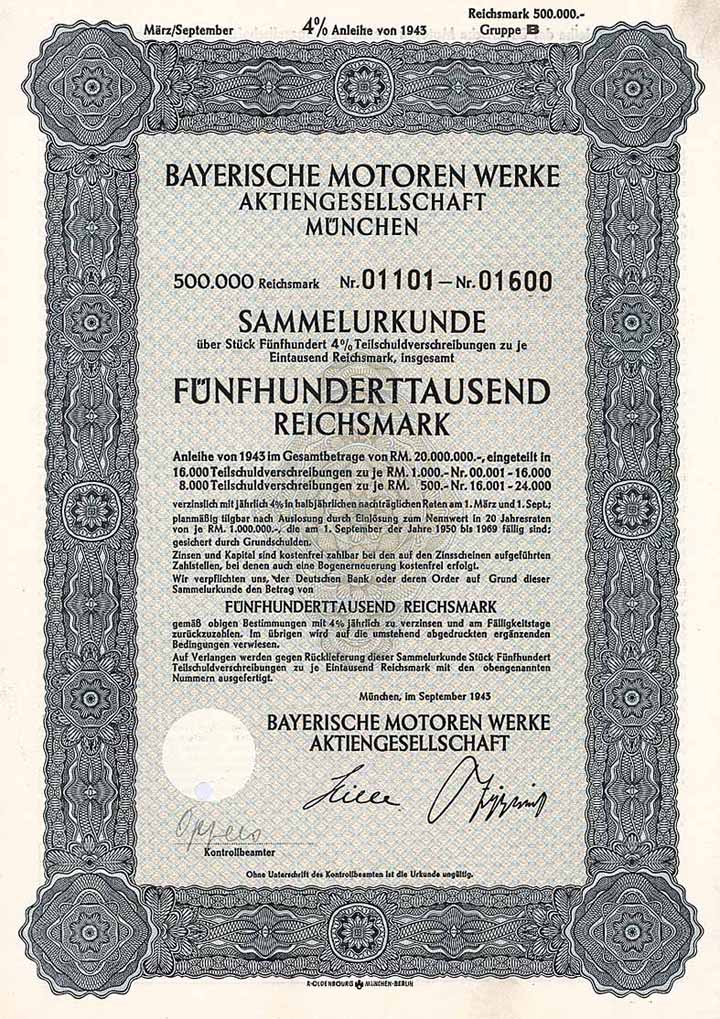 Reichsmark 500.000.-
März/September 4% Anleihe von 1943 Gruppe B
BAYERISCHE MOTOREN WERKE
AKTIENGESELLSCHAFT
MÜNCHEN
500.000 Reichsmark Nr. 01101 – Nr. 01600
SAMMELURKUNDE
über Stück Fünfhundert 4% Teilschuldverschreibungen zu je
Eintausend Reichsmark, insgesamt
FÜNFHUNDERTTAUSEND
REICHSMARK
Anleihe von 1943 im Gesamtbetrage von RM. 20.000.000.-, eingeteilt in
16.000 Teilschuldverschreibungen zu je RM. 1.000.- Nr. 00.001 - 16.000
8.000 Teilschuldverschreibungen zu je RM. 500.- Nr. 16.001 - 24.000
verzinslich mit jährlich 4% in halbjährlichen nachträglichen Raten am 1. März und 1. Sept.;
planmäßig tilgbar nach Auslosung durch Einlösung zum Nennwert in 20 Jahresraten
von je RM. 1.000.000.-, die am 1. September der Jahre 1950 bis 1969 fällig sind;
gesichert durch Grundschulden.
Zinsen und Kapital sind kostenfrei zahlbar bei den auf den Zinsscheinen aufgeführten
Zahlstellen, bei denen auch eine Bogenerneuerung kostenfrei erfolgt.
Wir verpflichten uns, der Deutschen Bank oder deren Order auf Grund dieser
Sammelurkunde den Betrag von
FÜNFHUNDERTTAUSEND REICHSMARK
gemäß obigen Bestimmungen mit 4% jährlich zu verzinsen und am Fälligkeitstage
zurückzuzahlen. Im übrigen wird auf die umstehend abgedruckten ergänzenden
Bedingungen verwiesen.
Auf Verlangen werden gegen Rücklieferung dieser Sammelurkunde Stück Fünfhundert
Teilschuldverschreibungen zu je Eintausend Reichsmark mit den obengenannten
Nummern ausgefertigt.
München, im September 1943
BAYERISCHE MOTOREN WERKE
AKTIENGESELLSCHAFT
Kontrollbeamter
Ohne Unterschrift des Kontrollbeamten ist die Urkunde ungültig.
R·OLDENBOURG MÜNCHEN-BERLIN